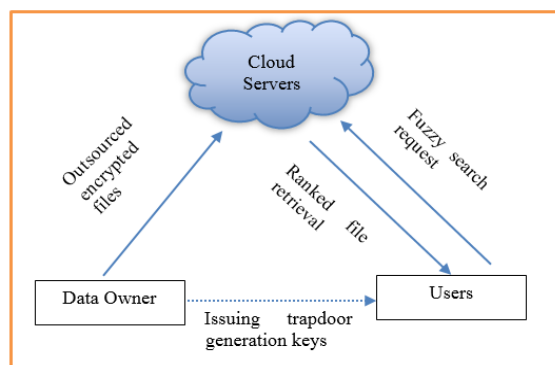 Cloud
Servers
Outsourced
encrypted
files
Ranked file
retrieval
Fuzzy search
request
Data Owner
Users
Issuing trapdoor
generation keys